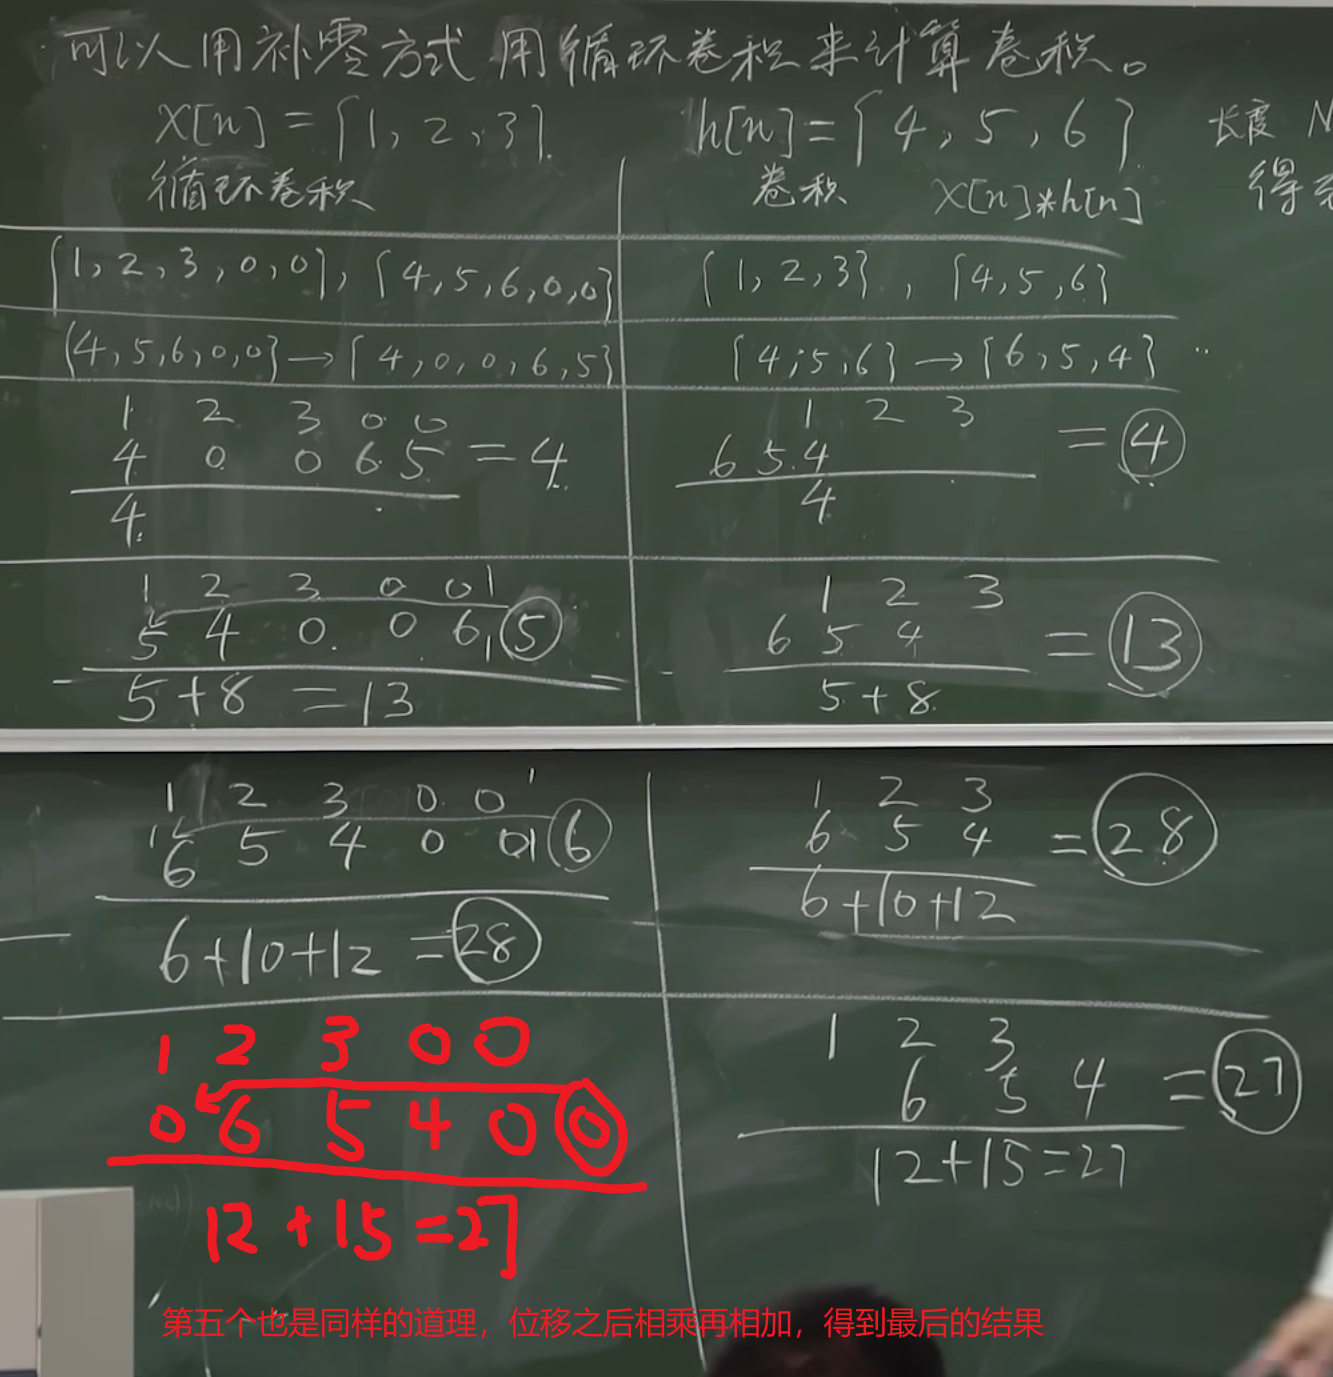 可以用补零方式用循环卷积来计算卷积。
x[n]={1,2,3} h[n]={4,5,6} 长度 N
循环卷积 卷积 x[n]*h[n] 得
{1,2,3,0,0},{4,5,6,0,0} {1,2,3},{4,5,6}
{4,5,6,0,0}→{4,0,0,6,5} {4,5,6}→{6,5,4}
1 2 3 0 0 1 2 3
4 0 0 6 5 =4 6 5 4 =4
4 4
1 2 3 0 0 1 2 3
5 4 0 0 6 5 6 5 4 =13
5+8=13 5+8
1 2 3 0 0 1 2 3
6 5 4 0 0 6 6 5 4 =28
6+10+12=28 6+10+12
1 2 3 0 0 1 2 3
0 6 5 4 0 0 6 5 4 =27
12+15=27 12+15=27
第五个也是同样的道理，位移之后相乘再相加，得到最后的结果